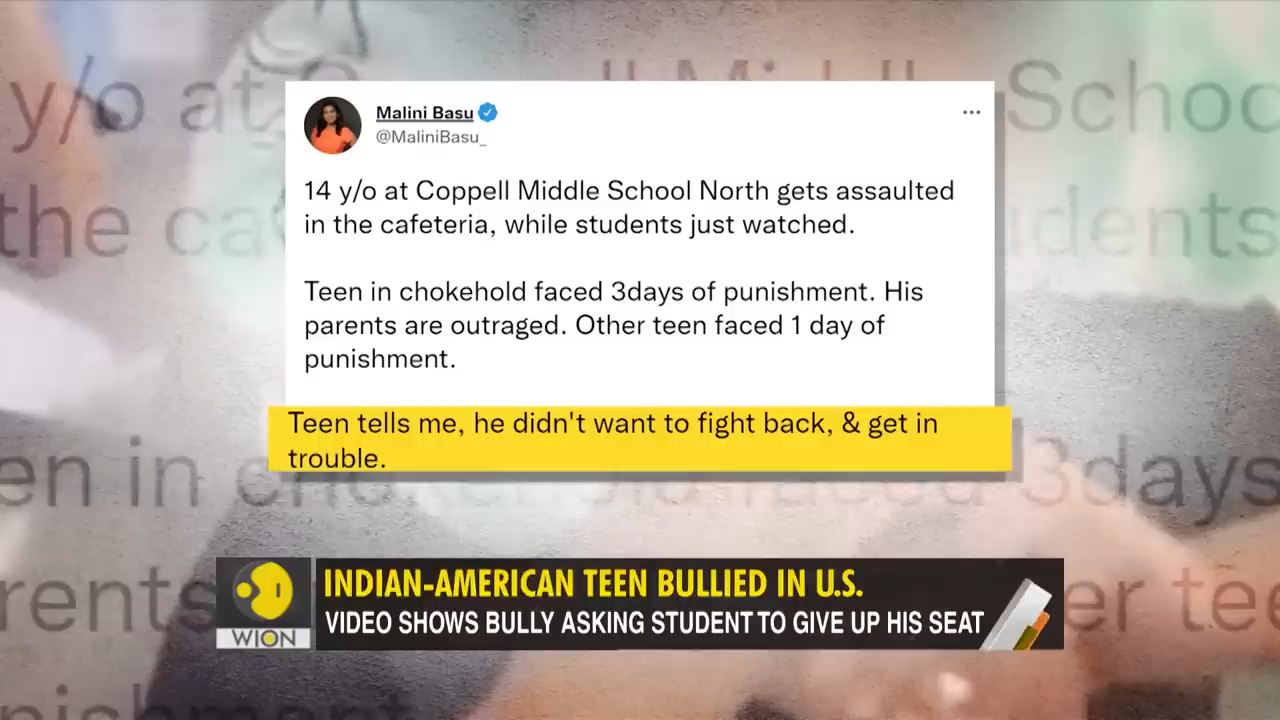 Malini Basu
@MaliniBasu_
14 y/o at Coppell Middle School North gets assaulted
in the cafeteria, while students just watched.
Teen in chokehold faced 3days of punishment. His
parents are outraged. Other teen faced 1 day of
punishment.
Teen tells me, he didn't want to fight back, & get in
trouble.
INDIAN-AMERICAN TEEN BULLIED IN U.S.
VIDEO SHOWS BULLY ASKING STUDENT TO GIVE UP HIS SEAT
WION